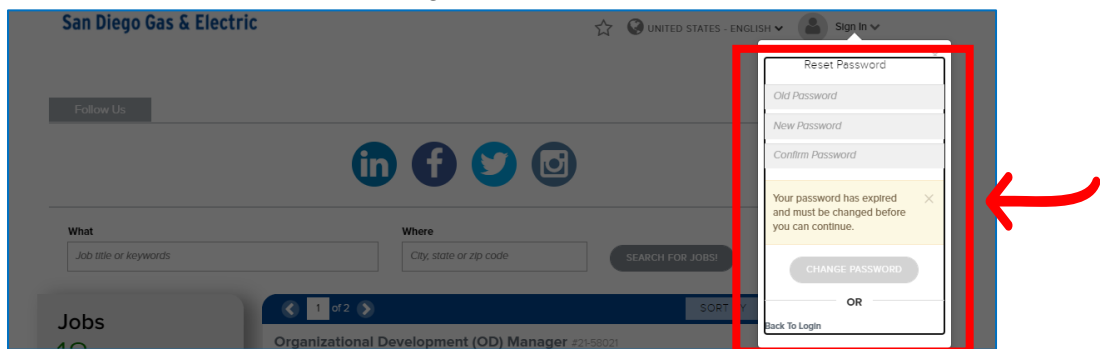 San Diego Gas & Electric
UNITED STATES - ENGLISH
Sign In
Reset Password
Old Password
New Password
Confirm Password
Your password has expired
and must be changed before
you can continue.
CHANGE PASSWORD
OR
Back To Login
Follow Us
in f
What
Job title or keywords
Where
City, state or zip code
SEARCH FOR JOBS!
Jobs
1 of 2
SORT
Organizational Development (OD) Manager #21-58021